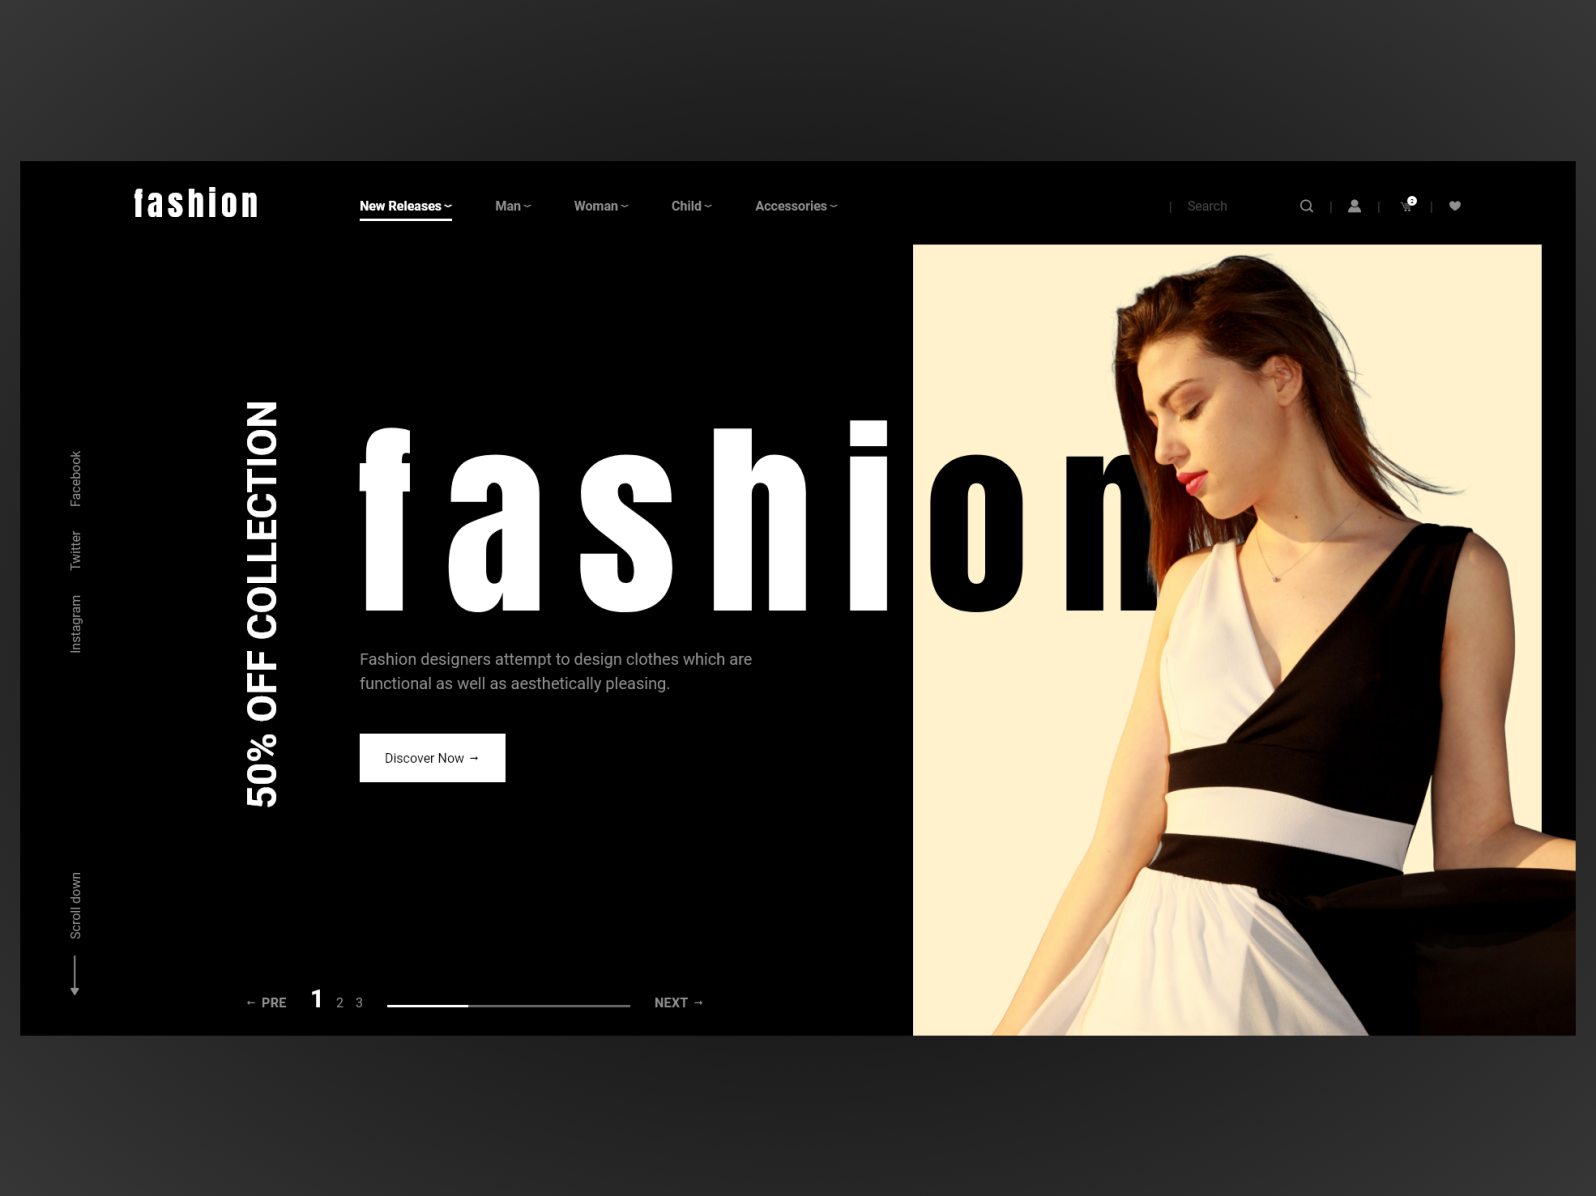 fashion
New Releases
Man
Woman
Child
Accessories
| Search | | |
Facebook
Twitter
Instagram
50% OFF COLLECTION
fashion
Fashion designers attempt to design clothes which are
functional as well as aesthetically pleasing.
Discover Now →
Scroll down
← PRE 1 2 3 NEXT →